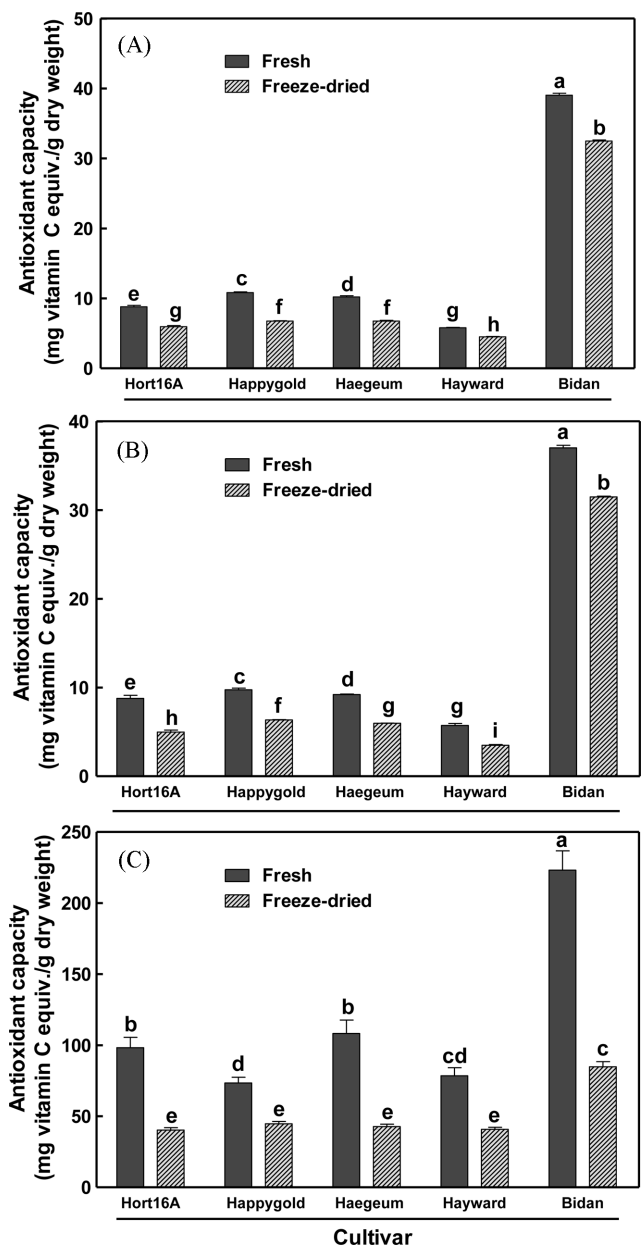 (A)
Fresh
Freeze-dried
Antioxidant capacity
(mg vitamin C equiv./g dry weight)
50
40
30
20
10
0
e g c f d f g h a b
Hort16A Happygold Haegeum Hayward Bidan
(B)
Fresh
Freeze-dried
Antioxidant capacity
(mg vitamin C equiv./g dry weight)
40
30
20
10
0
e h c f d g g i a b
Hort16A Happygold Haegeum Hayward Bidan
(C)
Fresh
Freeze-dried
Antioxidant capacity
(mg vitamin C equiv./g dry weight)
250
200
150
100
50
0
b e d e b e cd e a c
Hort16A Happygold Haegeum Hayward Bidan
Cultivar